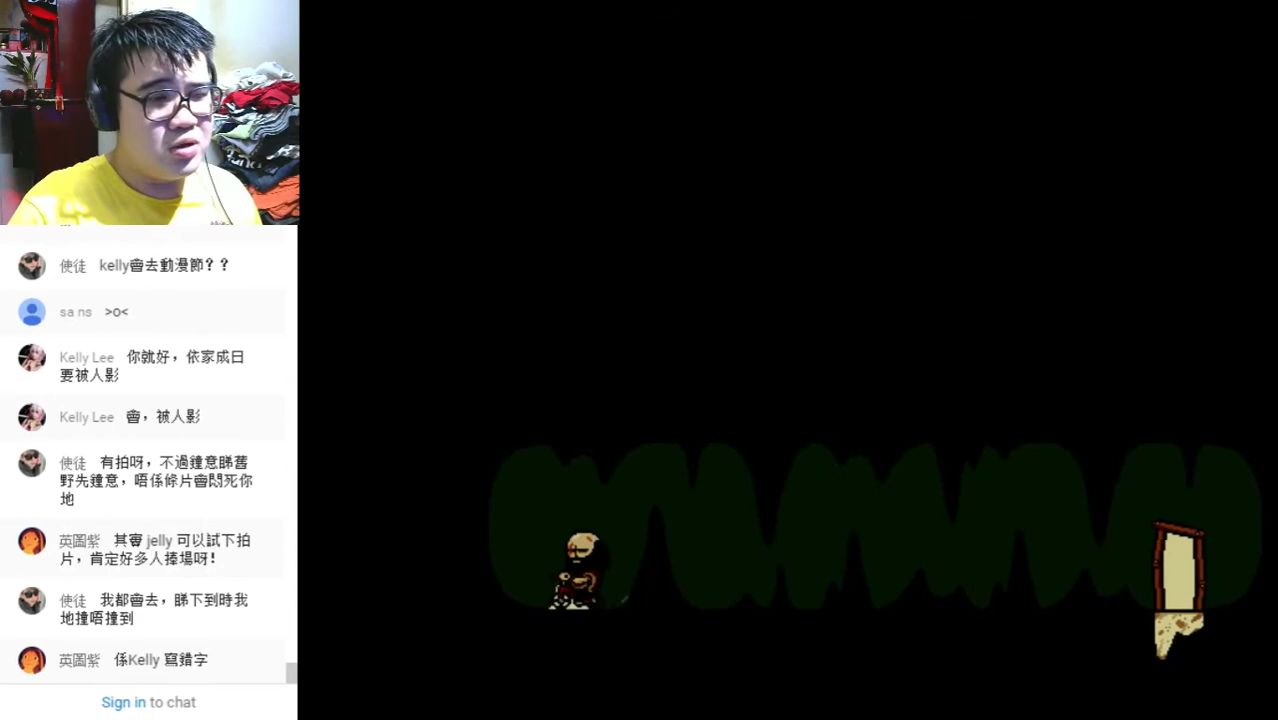 使徒 kelly會去動漫節？？
sa ns >o<
Kelly Lee 你就好，依家成日
要被人影
Kelly Lee 會，被人影
使徒 有拍呀，不過鐘意睇舊
野先鐘意，唔係條片會悶死你
地
英圖紫 其實 jelly 可以試下拍
片，肯定好多人捧場呀！
使徒 我都會去，睇下到時我
地撞唔撞到
英圖紫 係Kelly 寫錯字
Sign in to chat